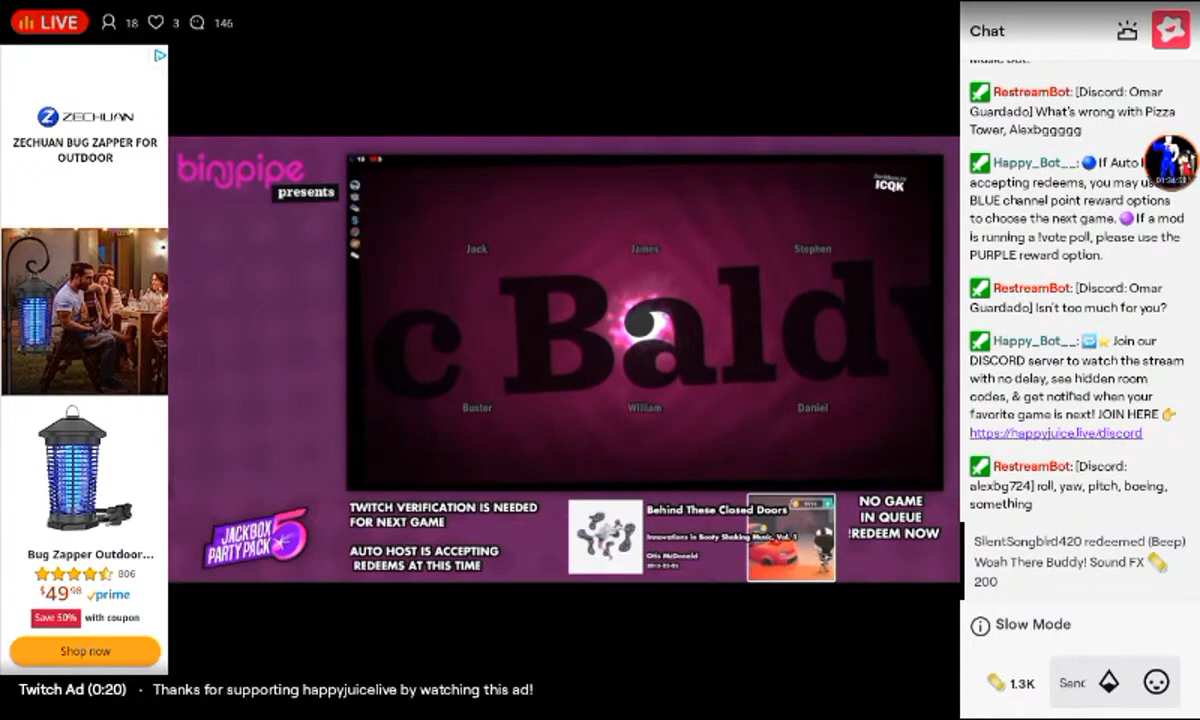 LIVE 18 3 146
Chat
ZECHUAN
ZECHUAN BUG ZAPPER FOR
OUTDOOR
Bug Zapper Outdoor...
806
$49⁹⁸ prime
Save 50% with coupon
Shop now
binjpipe
presents
ICQK
Jack James Stephen
c Bald
Buster William Daniel
JACKBOX
PARTY PACK 5
TWITCH VERIFICATION IS NEEDED
FOR NEXT GAME
AUTO HOST IS ACCEPTING
REDEEMS AT THIS TIME
Behind These Closed Doors
Innovations in Booty Shaking Music, Vol. 1
Otis McDonald
NO GAME
IN QUEUE
!REDEEM NOW
Twitch Ad (0:20) · Thanks for supporting happyjuicelive by watching this ad!
RestreamBot: [Discord: Omar
Guardado] What's wrong with Pizza
Tower, Alexbggggg
Happy_Bot__: If Auto
accepting redeems, you may
BLUE channel point reward options
to choose the next game. If a mod
is running a !vote poll, please use the
PURPLE reward option.
RestreamBot: [Discord: Omar
Guardado] Isn't too much for you?
Happy_Bot__: Join our
DISCORD server to watch the stream
with no delay, see hidden room
codes, & get notified when your
favorite game is next! JOIN HERE
https://happyjuice.live/discord
RestreamBot: [Discord:
alexbg724] roll, yaw, pitch, boeing,
something
SilentSongbird420 redeemed (Beep)
Woah There Buddy! Sound FX
200
Slow Mode
1.3K Send